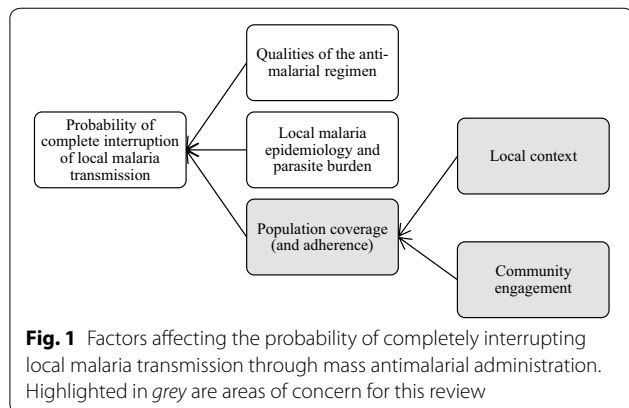 Qualities of the anti-
malarial regimen
Probability of
complete interruption
of local malaria
transmission
Local malaria
epidemiology and
parasite burden
Local context
Population coverage
(and adherence)
Community
engagement
Fig. 1 Factors affecting the probability of completely interrupting
local malaria transmission through mass antimalarial administration.
Highlighted in grey are areas of concern for this review